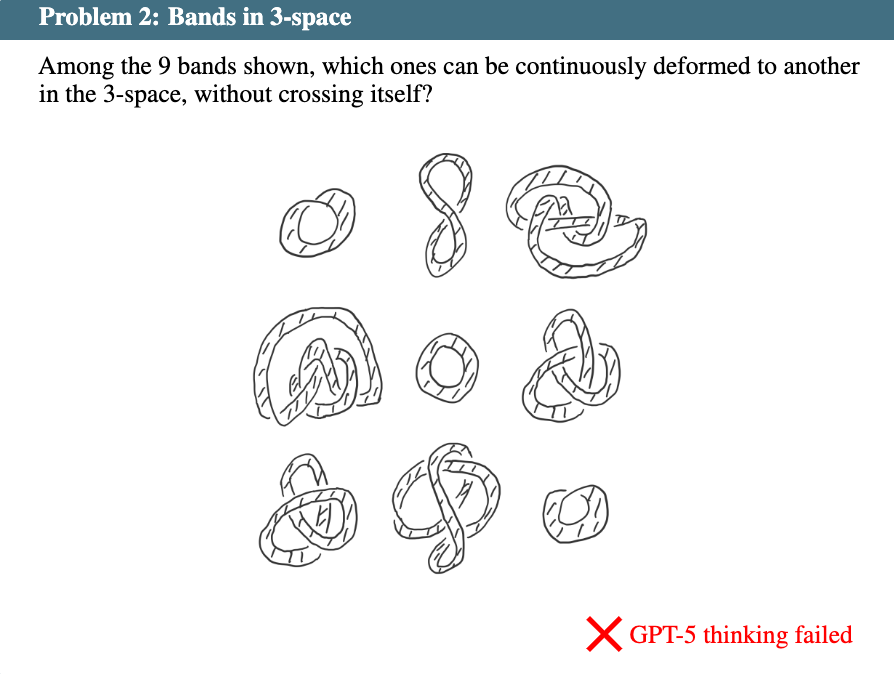 Problem 2: Bands in 3-space
Among the 9 bands shown, which ones can be continuously deformed to another
in the 3-space, without crossing itself?
GPT-5 thinking failed